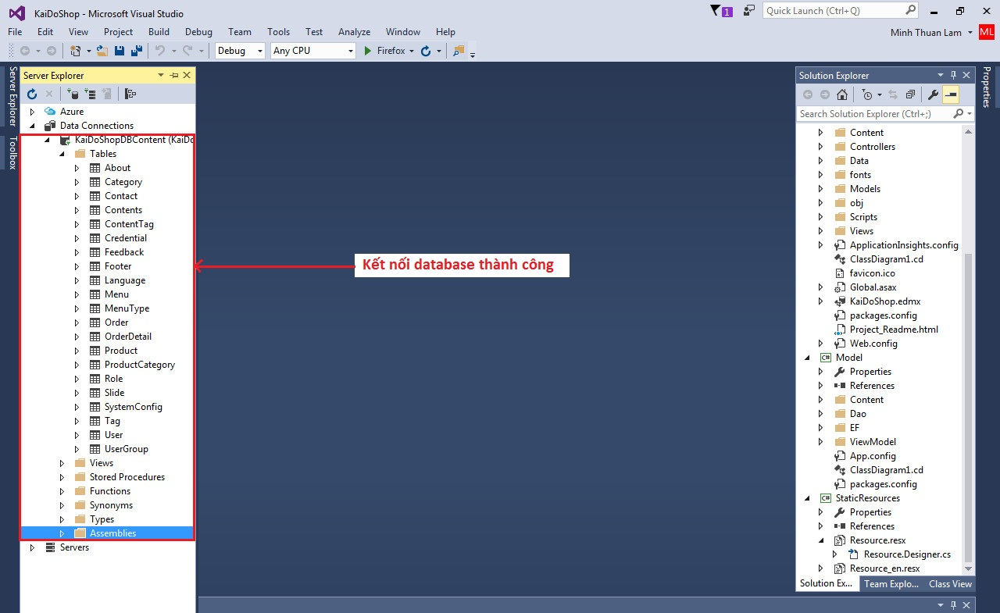 KaiDoShop - Microsoft Visual Studio
1
Quick Launch (Ctrl+Q)
File Edit View Project Build Debug Team Tools Test Analyze Window Help
Minh Thuan Lam
ML
Debug
Any CPU
Firefox
Server Explorer
Toolbox
Server Explorer
Azure
Data Connections
KaiDoShopDBContent (KaiDo
Tables
About
Category
Contact
Contents
ContentTag
Credential
Feedback
Footer
Language
Menu
MenuType
Order
OrderDetail
Product
ProductCategory
Role
Slide
SystemConfig
Tag
User
UserGroup
Views
Stored Procedures
Functions
Synonyms
Types
Assemblies
Servers
Kết nối database thành công
Solution Explorer
Search Solution Explorer (Ctrl+;)
Content
Controllers
Data
fonts
Models
obj
Scripts
Views
ApplicationInsights.config
ClassDiagram1.cd
favicon.ico
Global.asax
KaiDoShop.edmx
packages.config
Project_Readme.html
Web.config
C# Model
Properties
References
Content
Dao
EF
ViewModel
App.config
ClassDiagram1.cd
packages.config
C# StaticResources
Properties
References
Resource.resx
Resource.Designer.cs
Resource_en.resx
Solution Ex... Team Explo... Class View
Properties